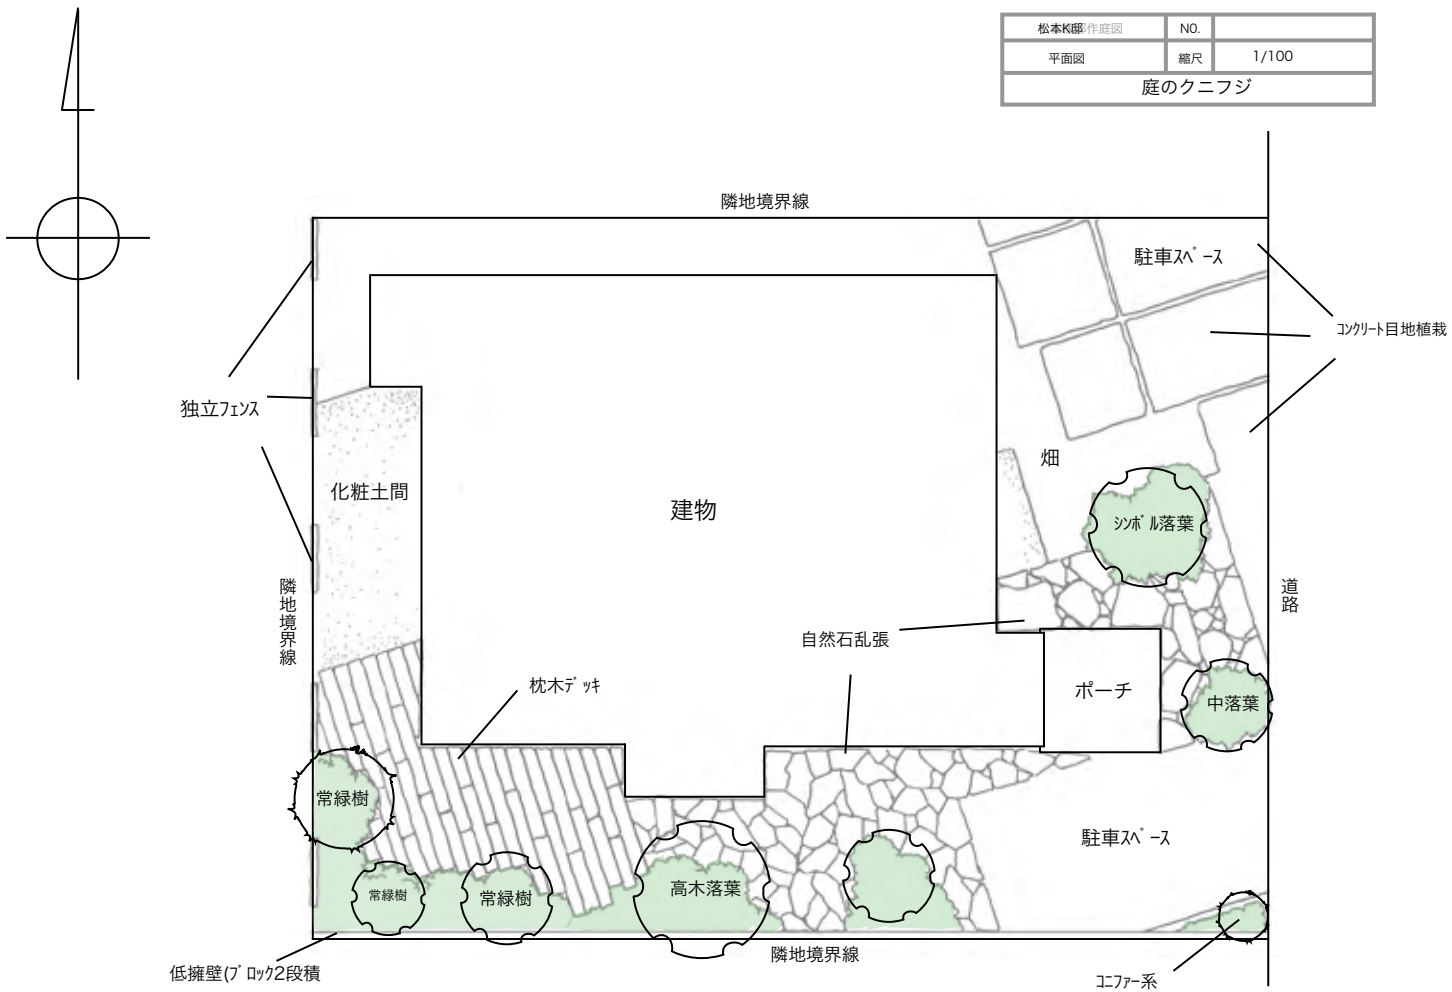 松本K邸作庭図
N0.
平面図
縮尺
1/100
庭のクニフジ
隣地境界線
駐車スペース
コンクリート目地植栽
独立フェンス
畑
化粧土間
建物
シンボル落葉
隣地境界線
道路
自然石乱張
枕木デッキ
ポーチ
中落葉
常緑樹
駐車スペース
常緑樹
常緑樹
高木落葉
隣地境界線
低擁壁(ブロック2段積
コニファー系